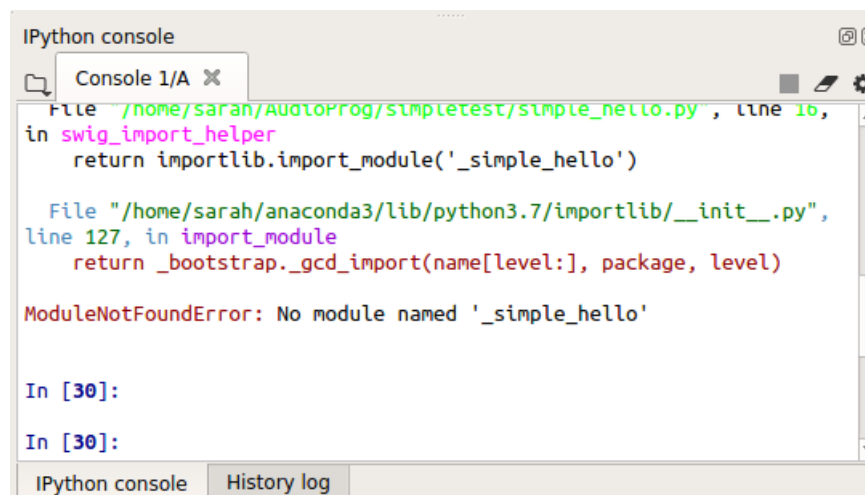 IPython console
Console 1/A
File "/home/sarah/AudioProg/simpletest/simple_hello.py", line 16,
in swig_import_helper
return importlib.import_module('_simple_hello')
File "/home/sarah/anaconda3/lib/python3.7/importlib/__init__.py",
line 127, in import_module
return _bootstrap._gcd_import(name[level:], package, level)
ModuleNotFoundError: No module named '_simple_hello'
In [30]:
In [30]:
IPython console
History log